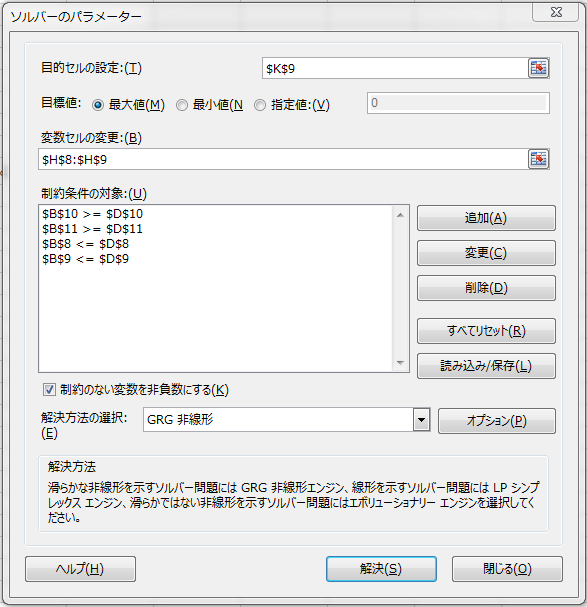 ソルバーのパラメーター
目的セルの設定:(T)
$K$9
目標値:
最大値(M)
最小値(N
指定値:(V)
0
変数セルの変更:(B)
$H$8:$H$9
制約条件の対象:(U)
$B$10 >= $D$10
$B$11 >= $D$11
$B$8 <= $D$8
$B$9 <= $D$9
追加(A)
変更(C)
削除(D)
すべてリセット(R)
読み込み/保存(L)
制約のない変数を非負数にする(K)
解決方法の選択:
(E)
GRG 非線形
オプション(P)
解決方法
滑らかな非線形を示すソルバー問題には GRG 非線形エンジン、線形を示すソルバー問題には LP シンプ
レックス エンジン、滑らかではない非線形を示すソルバー問題にはエボリューショナリー エンジンを選択してく
ださい。
ヘルプ(H)
解決(S)
閉じる(O)